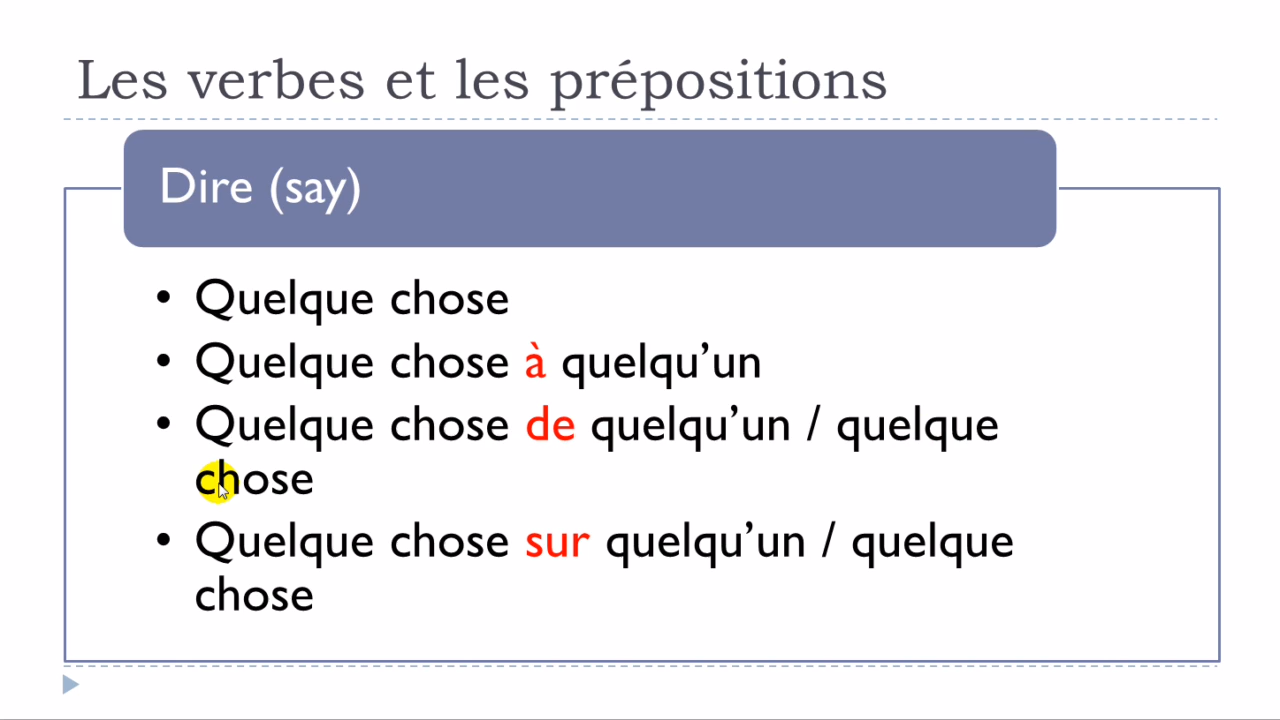 Les verbes et les prépositions
Dire (say)
• Quelque chose
• Quelque chose à quelqu’un
• Quelque chose de quelqu’un / quelque
chose
• Quelque chose sur quelqu’un / quelque
chose